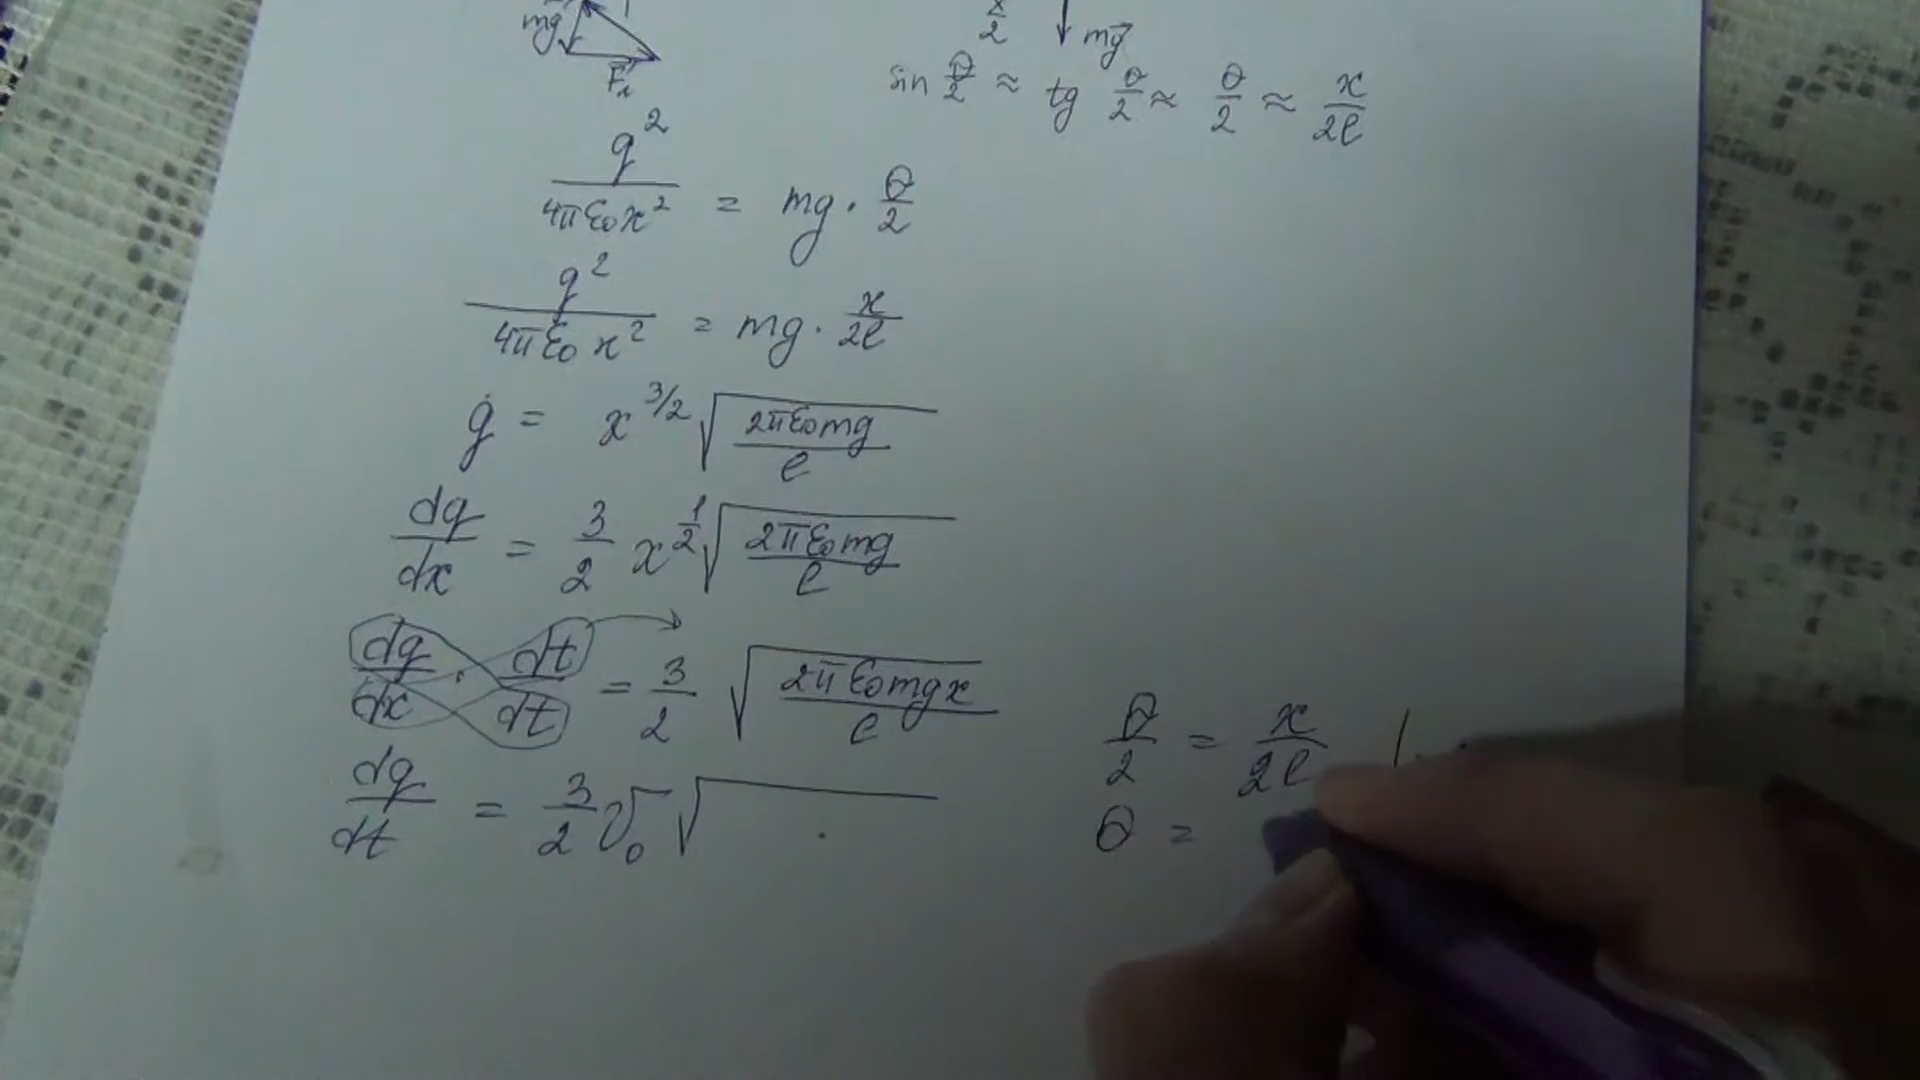 mg
F
x/2
mg
sin θ/2 ≈ tg θ/2 ≈ θ/2 ≈ x/2ℓ
q²/4πε₀x² = mg · θ/2
q²/4πε₀x² = mg · x/2ℓ
q = x^3/2 √(2πε₀mg/ℓ)
dq/dx = 3/2 x^1/2 √(2πε₀mg/ℓ)
dq/dx · dt/dt = 3/2 √(2πε₀mgx/ℓ)
dq/dt = 3/2 v₀ √
θ/2 = x/2ℓ
θ =